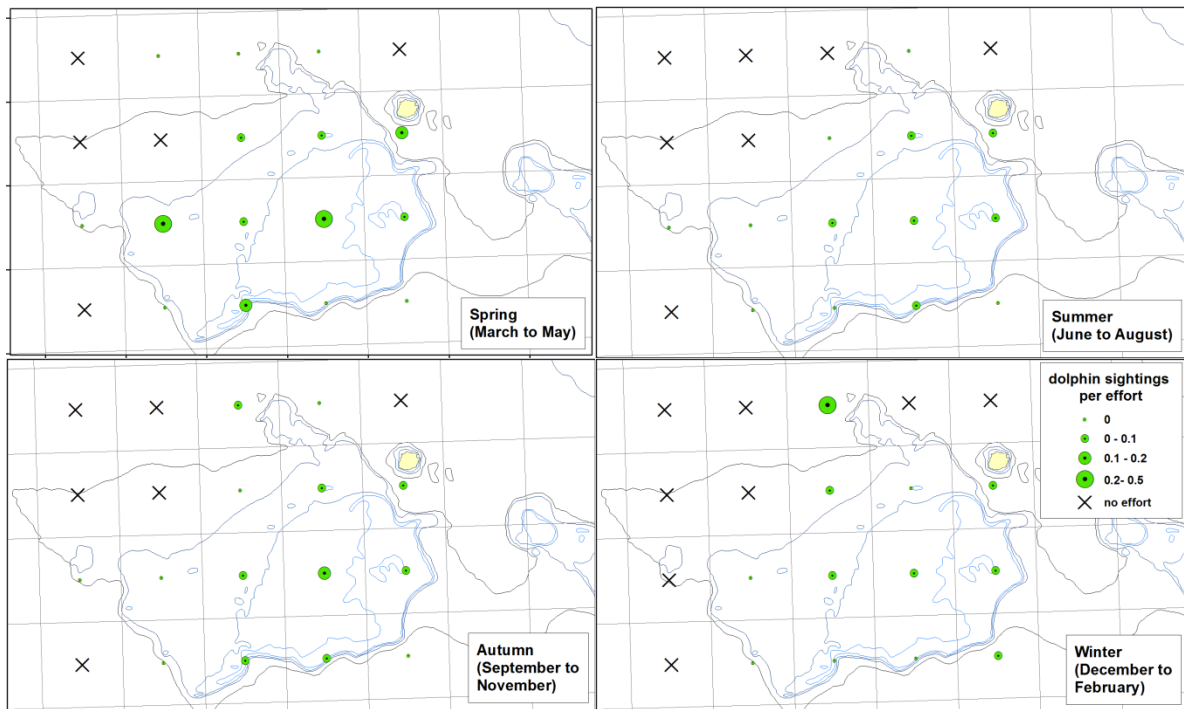 Spring
(March to May)
Summer
(June to August)
Autumn
(September to
November)
dolphin sightings
per effort
0
0 - 0.1
0.1 - 0.2
0.2- 0.5
no effort
Winter
(December to
February)